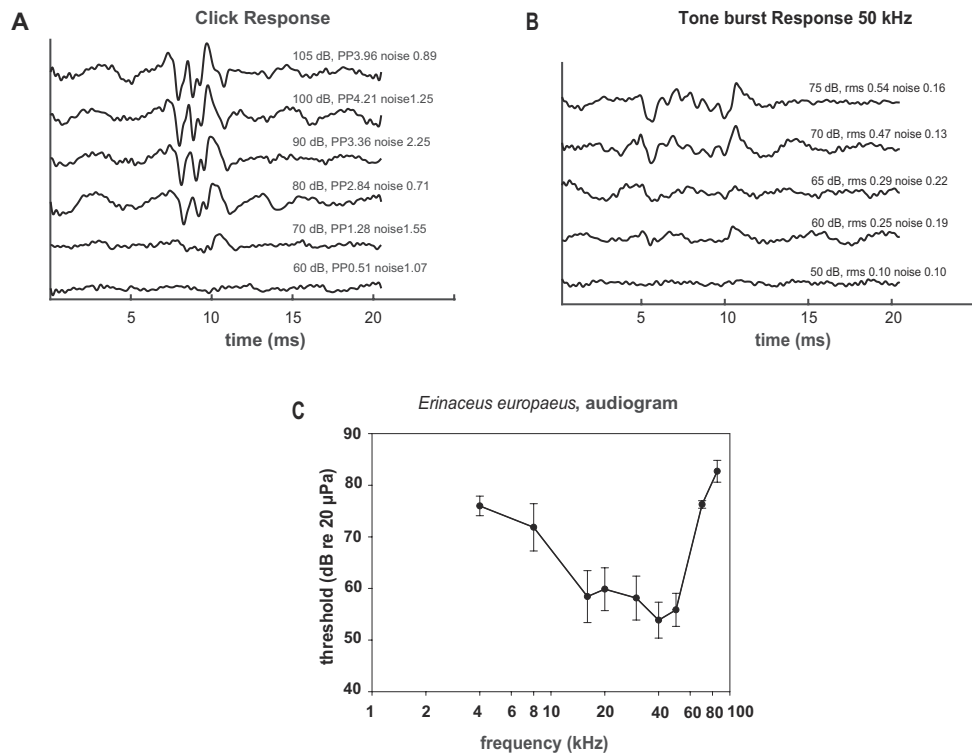 A
Click Response
105 dB, PP3.96 noise 0.89
100 dB, PP4.21 noise1.25
90 dB, PP3.36 noise 2.25
80 dB, PP2.84 noise 0.71
70 dB, PP1.28 noise1.55
60 dB, PP0.51 noise1.07
5 10 15 20
time (ms)
B
Tone burst Response 50 kHz
75 dB, rms 0.54 noise 0.16
70 dB, rms 0.47 noise 0.13
65 dB, rms 0.29 noise 0.22
60 dB, rms 0.25 noise 0.19
50 dB, rms 0.10 noise 0.10
5 10 15 20
time (ms)
C
Erinaceus europaeus, audiogram
threshold (dB re 20 µPa)
90
80
70
60
50
40
1 2 4 6 8 10 20 40 60 80 100
frequency (kHz)